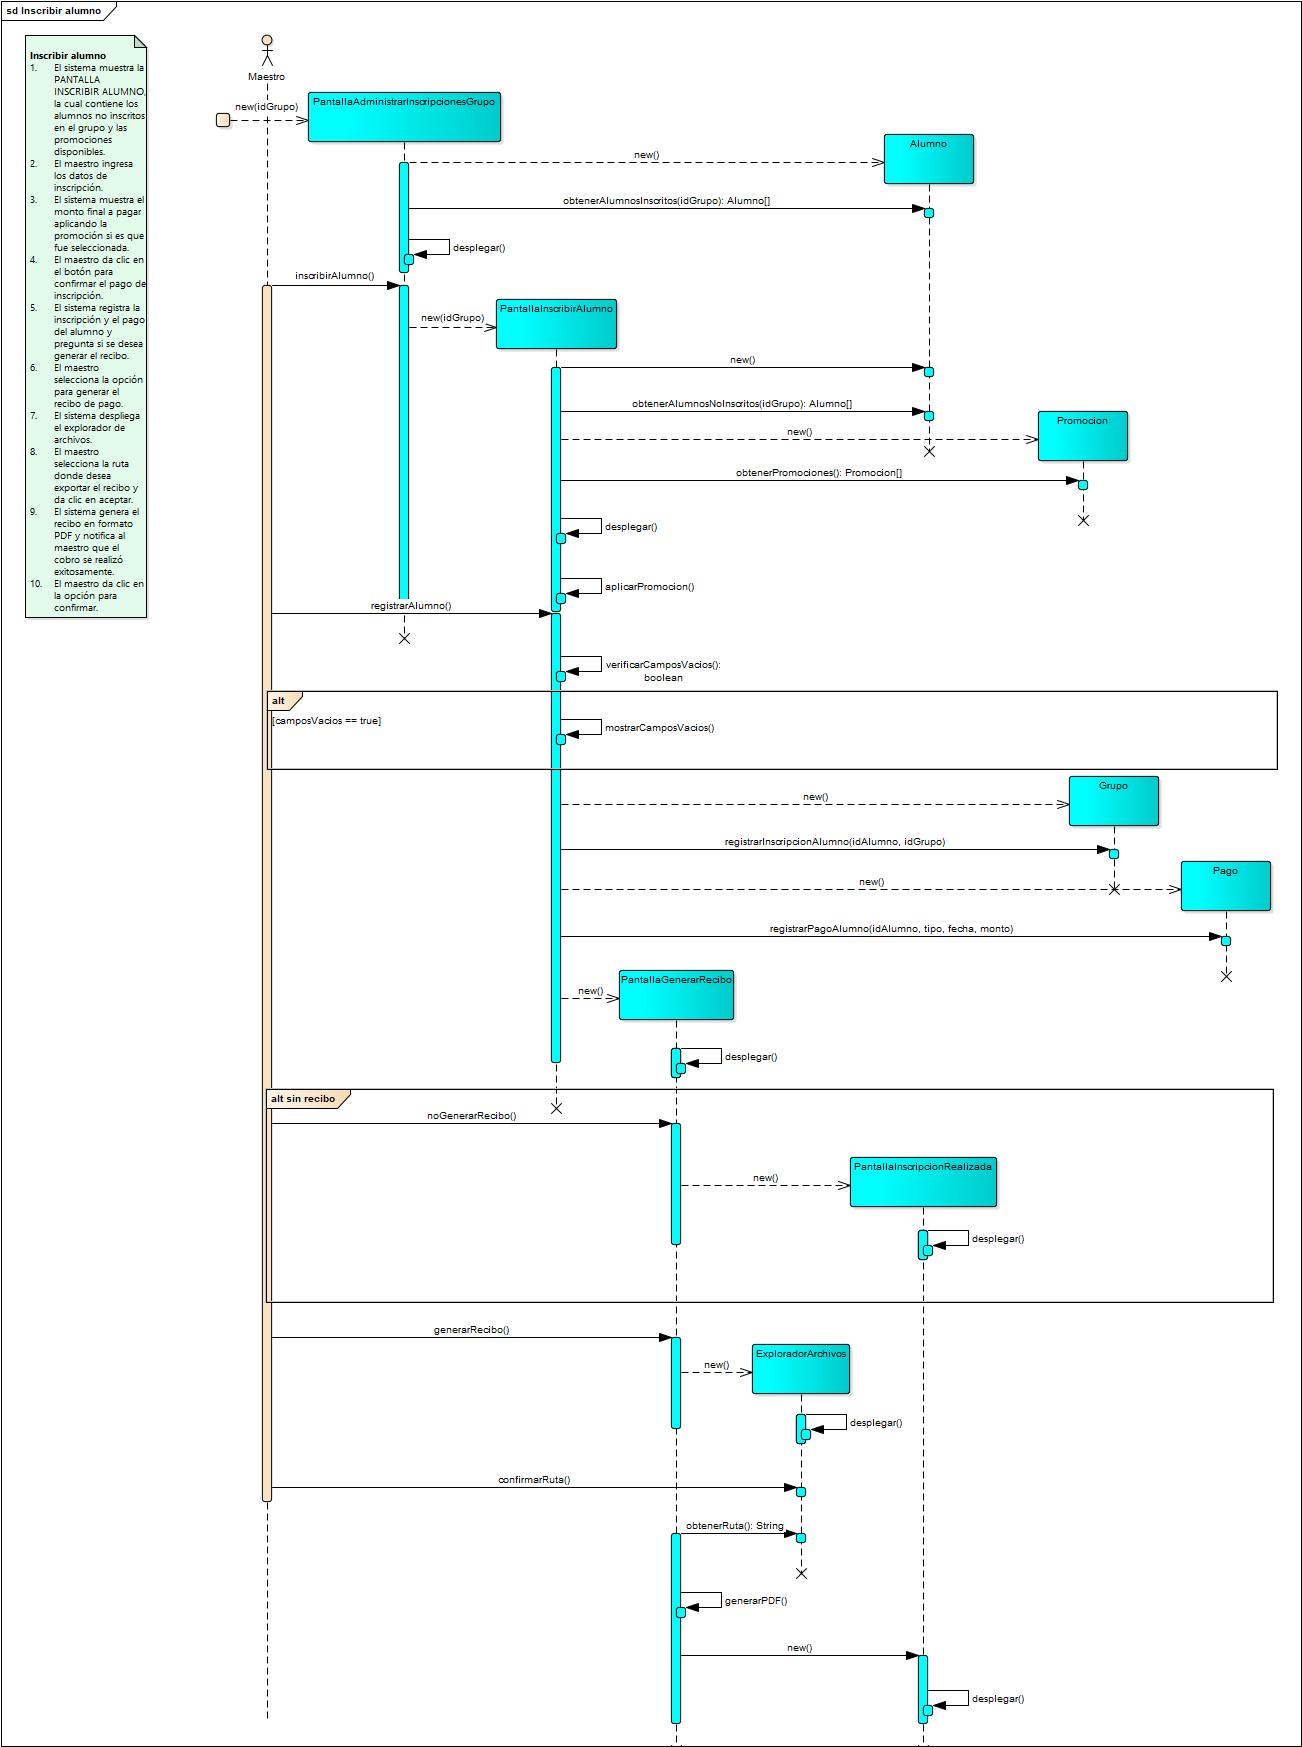 sd Inscribir alumno
Inscribir alumno
1. El sistema muestra la
PANTALLA
INSCRIBIR ALUMNO,
la cual contiene los
alumnos no inscritos
en el grupo y las
promociones
disponibles.
2. El maestro ingresa
los datos de
inscripción.
3. El sistema muestra el
monto final a pagar
aplicando la
promoción si es que
fue seleccionada.
4. El maestro da clic en
el botón para
confirmar el pago de
inscripción.
5. El sistema registra la
inscripción y el pago
del alumno y
pregunta si se desea
generar el recibo.
6. El maestro
selecciona la opción
para generar el
recibo de pago.
7. El sistema despliega
el explorador de
archivos.
8. El maestro
selecciona la ruta
donde desea
exportar el recibo y
da clic en aceptar.
9. El sistema genera el
recibo en formato
PDF y notifica al
maestro que el
cobro se realizó
exitosamente.
10. El maestro da clic en
la opción para
confirmar.
Maestro
new(idGrupo)
PantallaAdministrarInscripcionesGrupo
new()
Alumno
obtenerAlumnosInscritos(idGrupo): Alumno[]
desplegar()
inscribirAlumno()
new(idGrupo)
PantallaInscribirAlumno
new()
obtenerAlumnosNoInscritos(idGrupo): Alumno[]
new()
Promocion
obtenerPromociones(): Promocion[]
desplegar()
aplicarPromocion()
registrarAlumno()
verificarCamposVacios():
boolean
alt
[camposVacios == true]
mostrarCamposVacios()
new()
Grupo
registrarInscripcionAlumno(idAlumno, idGrupo)
new()
Pago
registrarPagoAlumno(idAlumno, tipo, fecha, monto)
new()
PantallaGenerarRecibo
desplegar()
alt sin recibo
noGenerarRecibo()
new()
PantallaInscripcionRealizada
desplegar()
generarRecibo()
new()
ExploradorArchivos
desplegar()
confirmarRuta()
obtenerRuta(): String
generarPDF()
new()
desplegar()